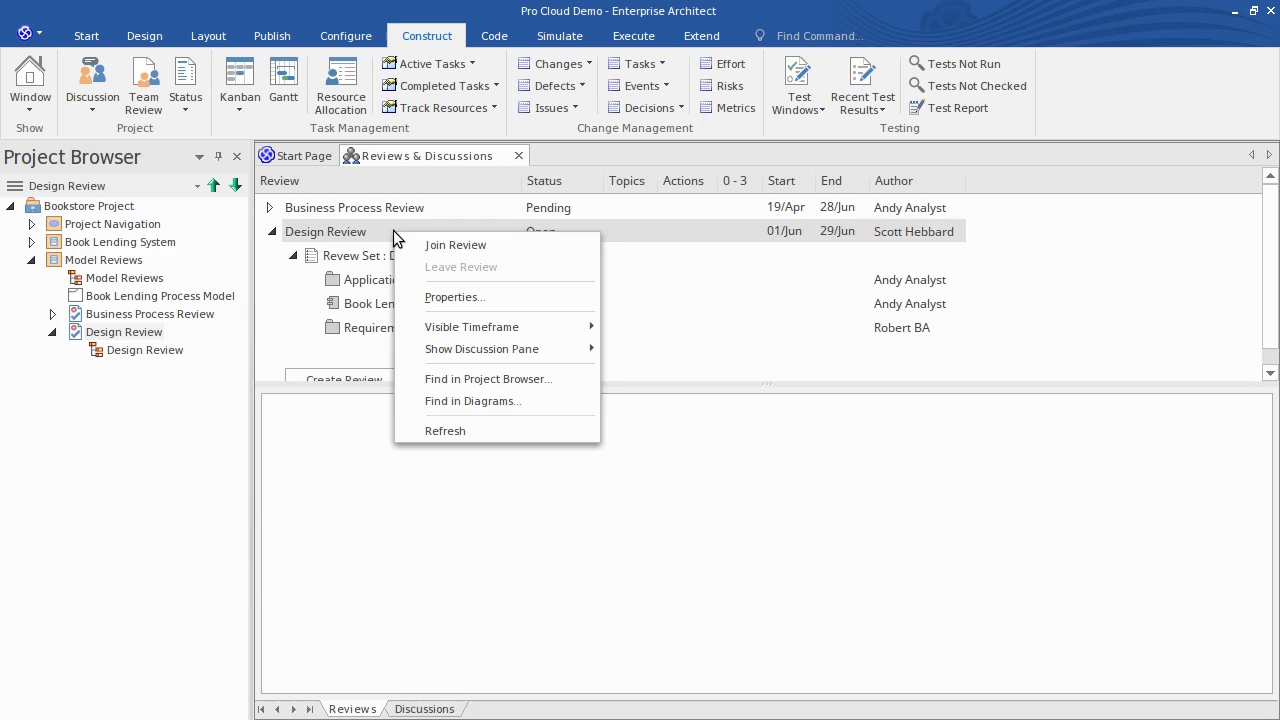 Pro Cloud Demo - Enterprise Architect
Start Design Layout Publish Configure Construct Code Simulate Execute Extend Find Command...
Window Discussion Team Review Status Kanban Gantt Resource Allocation
Active Tasks
Completed Tasks
Track Resources
Changes Tasks Effort
Defects Events Risks
Issues Decisions Metrics
Test Windows Recent Test Results
Tests Not Run
Tests Not Checked
Test Report
Show Project Task Management Change Management Testing
Project Browser
Design Review
Bookstore Project
Project Navigation
Book Lending System
Model Reviews
Model Reviews
Book Lending Process Model
Business Process Review
Design Review
Design Review
Start Page Reviews & Discussions
Review Status Topics Actions 0 - 3 Start End Author
Business Process Review Pending 19/Apr 28/Jun Andy Analyst
Design Review Open 01/Jun 29/Jun Scott Hebbard
Revew Set : D
Applicati Andy Analyst
Book Len Andy Analyst
Requirem Robert BA
Create Review
Join Review
Leave Review
Properties...
Visible Timeframe
Show Discussion Pane
Find in Project Browser...
Find in Diagrams...
Refresh
Reviews Discussions